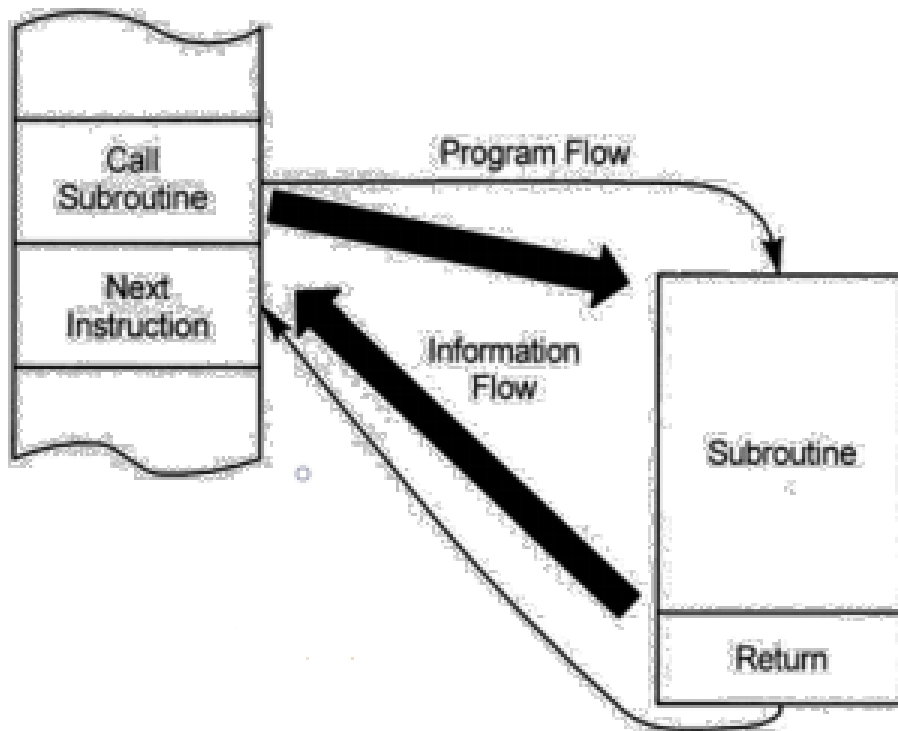 Call
Subroutine
Program Flow
Next
Instruction
Information
Flow
Subroutine
Return